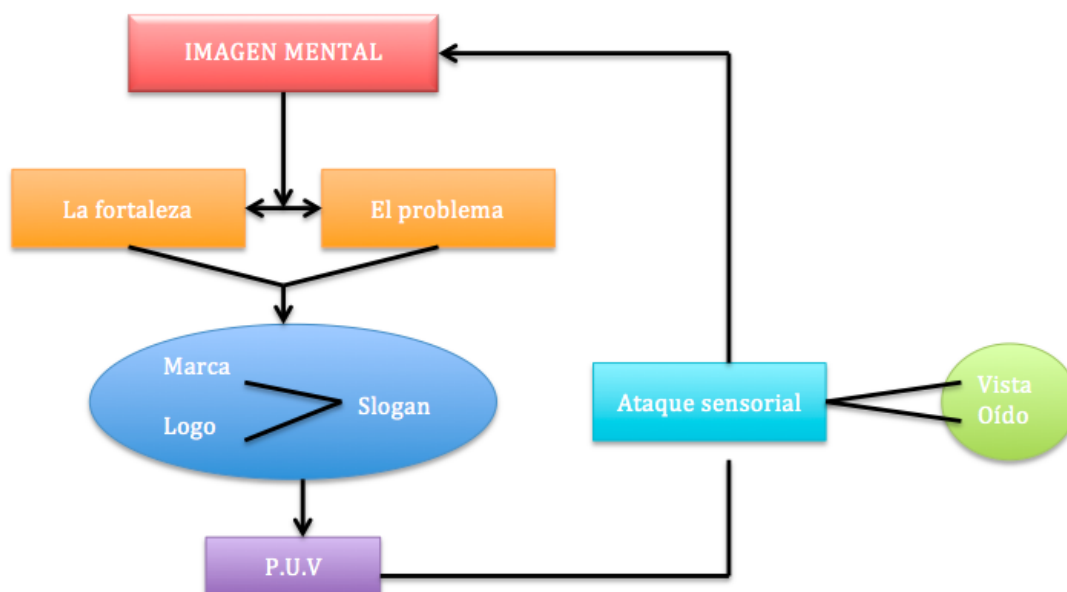 IMAGEN MENTAL
La fortaleza
El problema
Marca
Logo
Slogan
Ataque sensorial
Vista
Oído
P.U.V